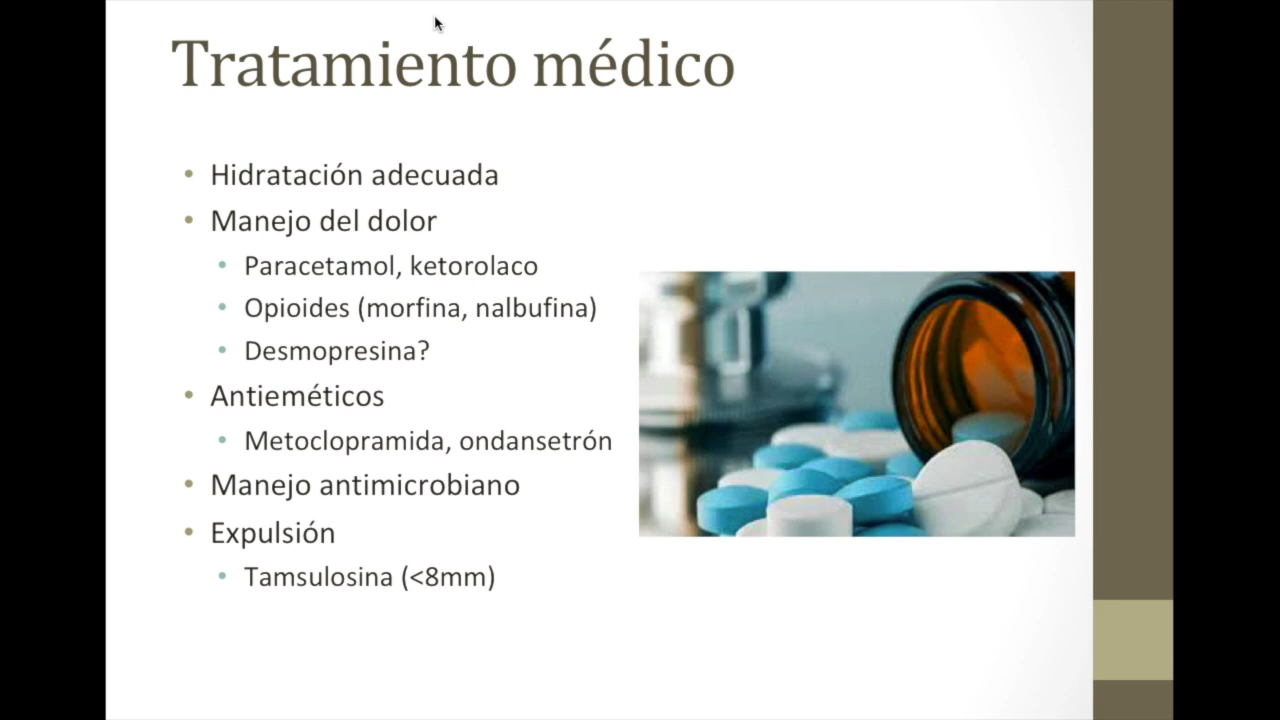 Tratamiento médico
• Hidratación adecuada
• Manejo del dolor
• Paracetamol, ketorolaco
• Opioides (morfina, nalbufina)
• Desmopresina?
• Antieméticos
• Metoclopramida, ondansetrón
• Manejo antimicrobiano
• Expulsión
• Tamsulosina (<8mm)